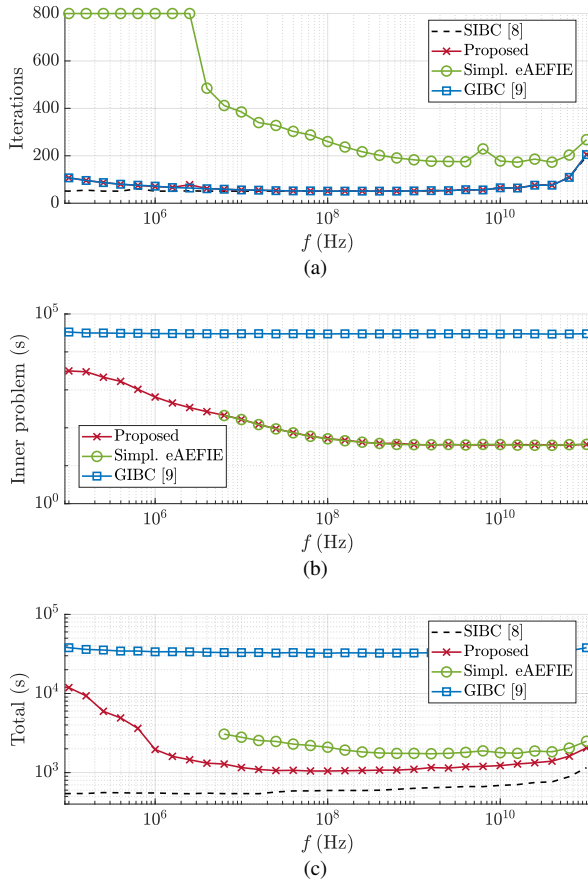 800
600
400
200
0
Iterations
SIBC [8]
Proposed
Simpl. eAEFIE
GIBC [9]
10^6
10^8
10^10
f (Hz)
(a)
10^5
10^0
Inner problem (s)
Proposed
Simpl. eAEFIE
GIBC [9]
10^6
10^8
10^10
f (Hz)
(b)
10^5
10^4
10^3
Total (s)
SIBC [8]
Proposed
Simpl. eAEFIE
GIBC [9]
10^6
10^8
10^10
f (Hz)
(c)